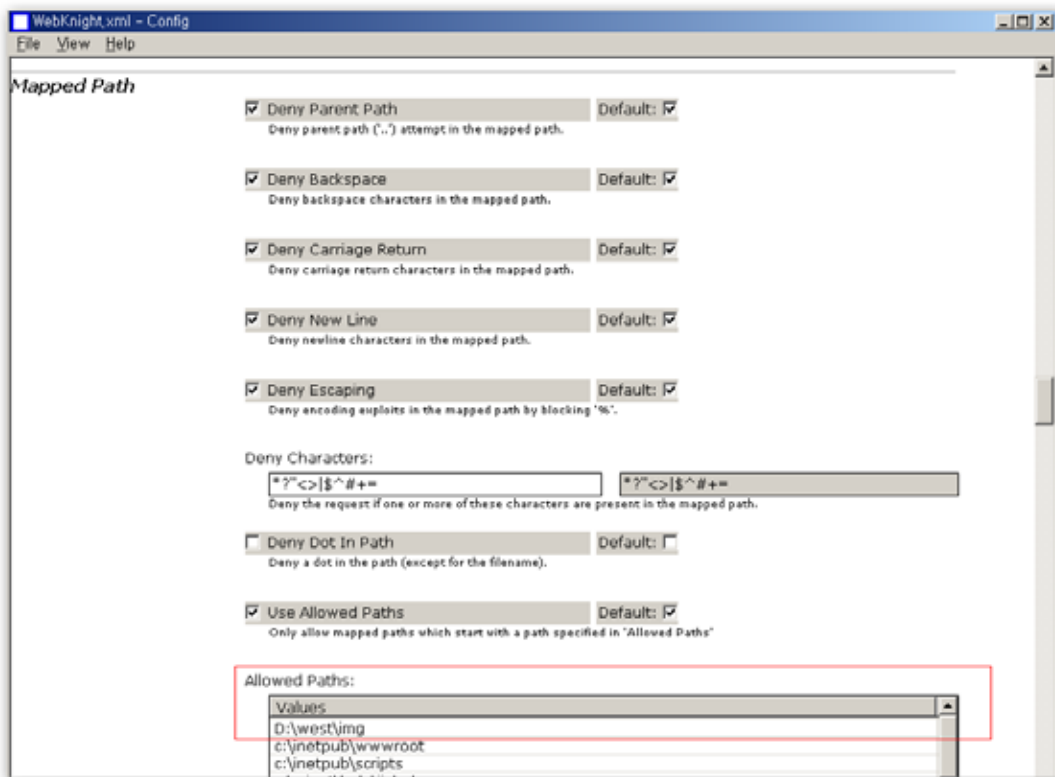 WebKnight.xml - Config
File View Help
Mapped Path
Deny Parent Path Default:
Deny parent path ('..') attempt in the mapped path.
Deny Backspace Default:
Deny backspace characters in the mapped path.
Deny Carriage Return Default:
Deny carriage return characters in the mapped path.
Deny New Line Default:
Deny newline characters in the mapped path.
Deny Escaping Default:
Deny encoding exploits in the mapped path by blocking '%'.
Deny Characters:
*?"<>|$^#+= *?"<>|$^#+=
Deny the request if one or more of these characters are present in the mapped path.
Deny Dot In Path Default:
Deny a dot in the path (except for the filename).
Use Allowed Paths Default:
Only allow mapped paths which start with a path specified in "Allowed Paths"
Allowed Paths:
Values
D:\west\img
c:\inetpub\wwwroot
c:\inetpub\scripts